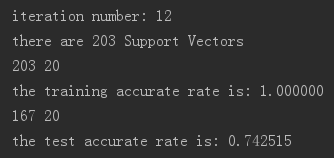 iteration number: 12
there are 203 Support Vectors
203 20
the training accurate rate is: 1.000000
167 20
the test accurate rate is: 0.742515